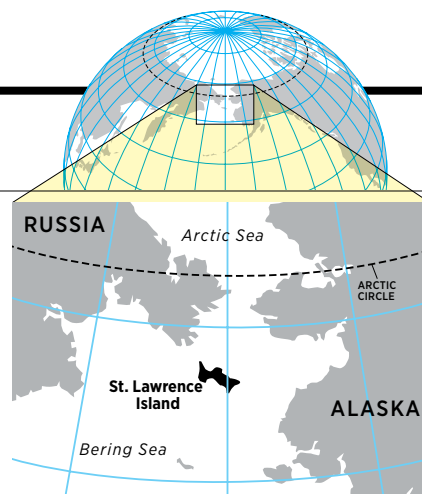 RUSSIA
Arctic Sea
ARCTIC
CIRCLE
St. Lawrence
Island
ALASKA
Bering Sea